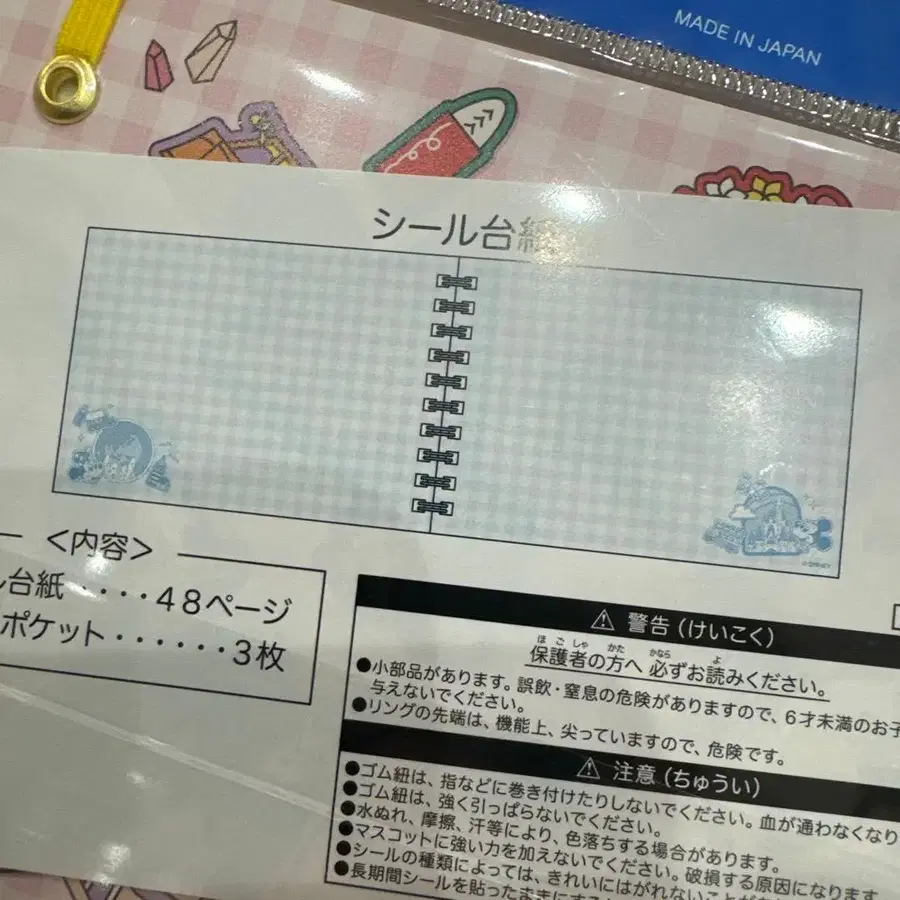 MADE IN JAPAN
シール台紙
©DISNEY
<内容>
台紙・・・・48ページ
ポケット・・・・・・3枚
⚠ 警告(けいこく)
保護者の方へ 必ずお読みください。
●小部品があります。誤飲・窒息の危険がありますので、6才未満のお子
与えないでください。
●リングの先端は、機能上、尖っていますので、危険です。
⚠ 注意(ちゅうい)
●ゴム紐は、指などに巻き付けたりしないでください。血が通わなくなり
●ゴム紐は、強く引っぱらないでください。
●水ぬれ、摩擦、汗等により、色落ちする場合があります。
●マスコットに強い力を加えないでください。破損する原因になります
●シールの種類によっては、きれいにはがれないことが
●長期間シールを貼ったままにする